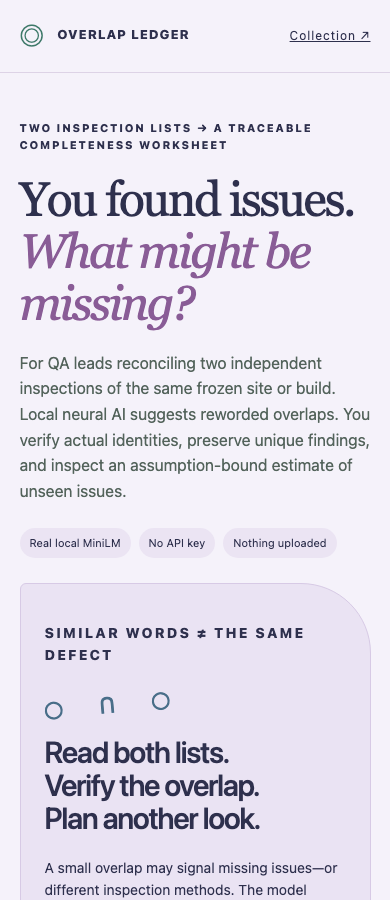 OVERLAP LEDGER
Collection ↗
TWO INSPECTION LISTS → A TRACEABLE
COMPLETENESS WORKSHEET
You found issues.
What might be
missing?
For QA leads reconciling two independent
inspections of the same frozen site or build.
Local neural AI suggests reworded overlaps. You
verify actual identities, preserve unique findings,
and inspect an assumption-bound estimate of
unseen issues.
Real local MiniLM
No API key
Nothing uploaded
SIMILAR WORDS ≠ THE SAME
DEFECT
○ ∩ ○
Read both lists.
Verify the overlap.
Plan another look.
A small overlap may signal missing issues—or
different inspection methods. The model